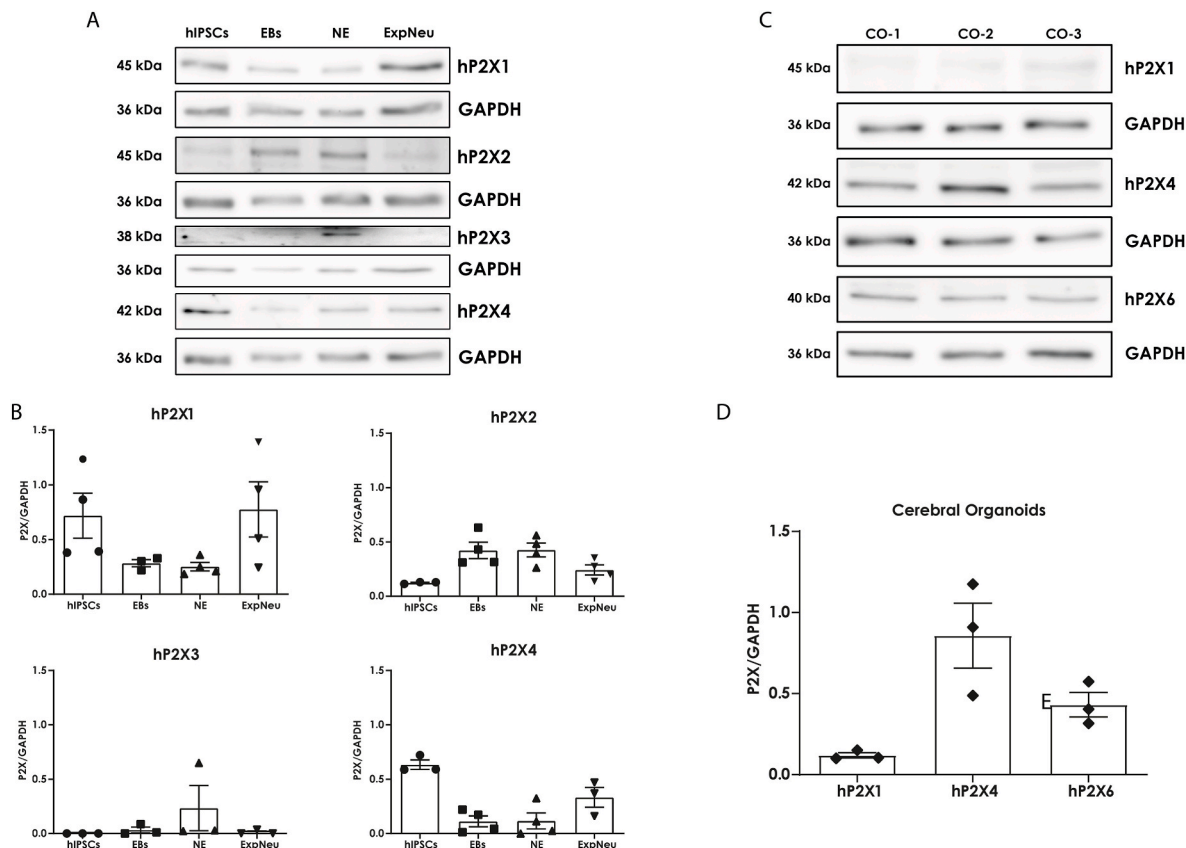 A
hIPSCs EBs NE ExpNeu
45 kDa hP2X1
36 kDa GAPDH
45 kDa hP2X2
36 kDa GAPDH
38 kDa hP2X3
36 kDa GAPDH
42 kDa hP2X4
36 kDa GAPDH
C
CO-1 CO-2 CO-3
45 kDa hP2X1
36 kDa GAPDH
42 kDa hP2X4
36 kDa GAPDH
40 kDa hP2X6
36 kDa GAPDH
B
hP2X1
P2X/GAPDH
1.5
1.0
0.5
0.0
hIPSCs EBs NE ExpNeu
hP2X2
P2X/GAPDH
1.5
1.0
0.5
0.0
hIPSCs EBs NE ExpNeu
hP2X3
P2X/GAPDH
1.5
1.0
0.5
0.0
hIPSCs EBs NE ExpNeu
hP2X4
P2X/GAPDH
1.5
1.0
0.5
0.0
hIPSCs EBs NE ExpNeu
D
Cerebral Organoids
P2X/GAPDH
1.5
1.0
0.5
0.0
E
hP2X1 hP2X4 hP2X6